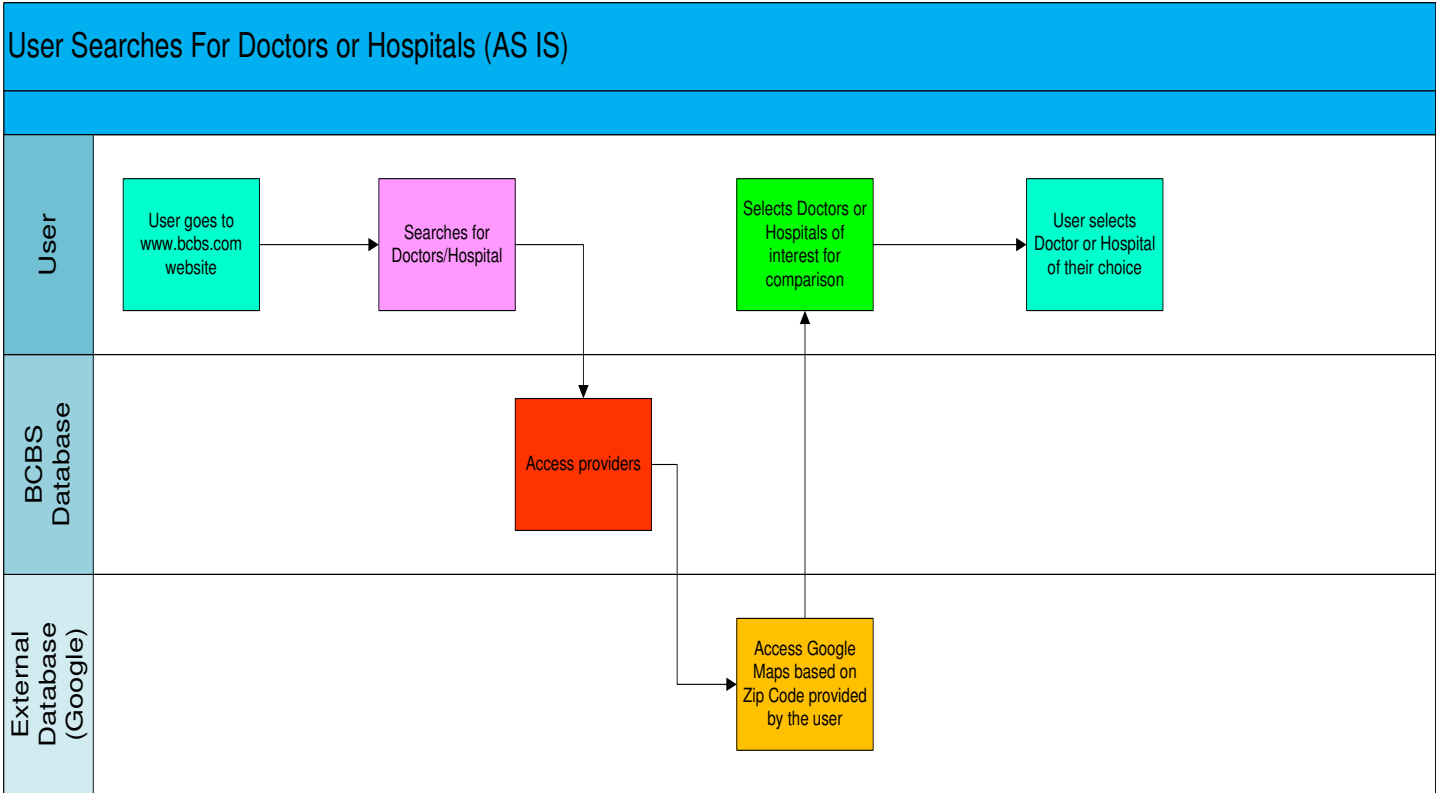 User Searches For Doctors or Hospitals (AS IS)
User
User goes to
www.bcbs.com
website
Searches for
Doctors/Hospital
Selects Doctors or
Hospitals of
interest for
comparison
User selects
Doctor or Hospital
of their choice
BCBS
Database
Access providers
External
Database
(Google)
Access Google
Maps based on
Zip Code provided
by the user